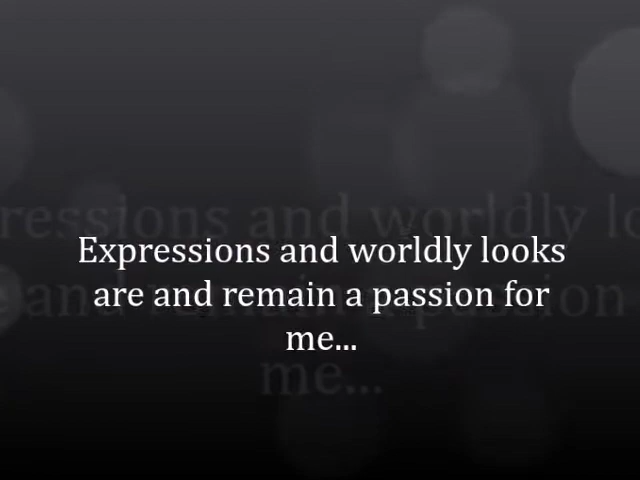 Expressions and worldly looks
are and remain a passion for
me...